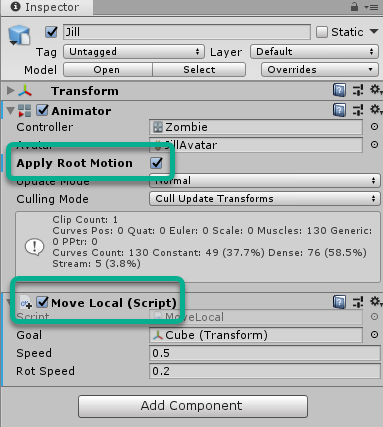 Inspector
Jill
Static
Tag Untagged Layer Default
Model Open Select Overrides
Transform
Animator
Controller Zombie
Avatar JillAvatar
Apply Root Motion
Update Mode Normal
Culling Mode Cull Update Transforms
Clip Count: 1
Curves Pos: 0 Quat: 0 Euler: 0 Scale: 0 Muscles: 130 Generic:
0 PPtr: 0
Curves Count: 130 Constant: 49 (37.7%) Dense: 76 (58.5%)
Stream: 5 (3.8%)
Move Local (Script)
Script MoveLocal
Goal Cube (Transform)
Speed 0.5
Rot Speed 0.2
Add Component